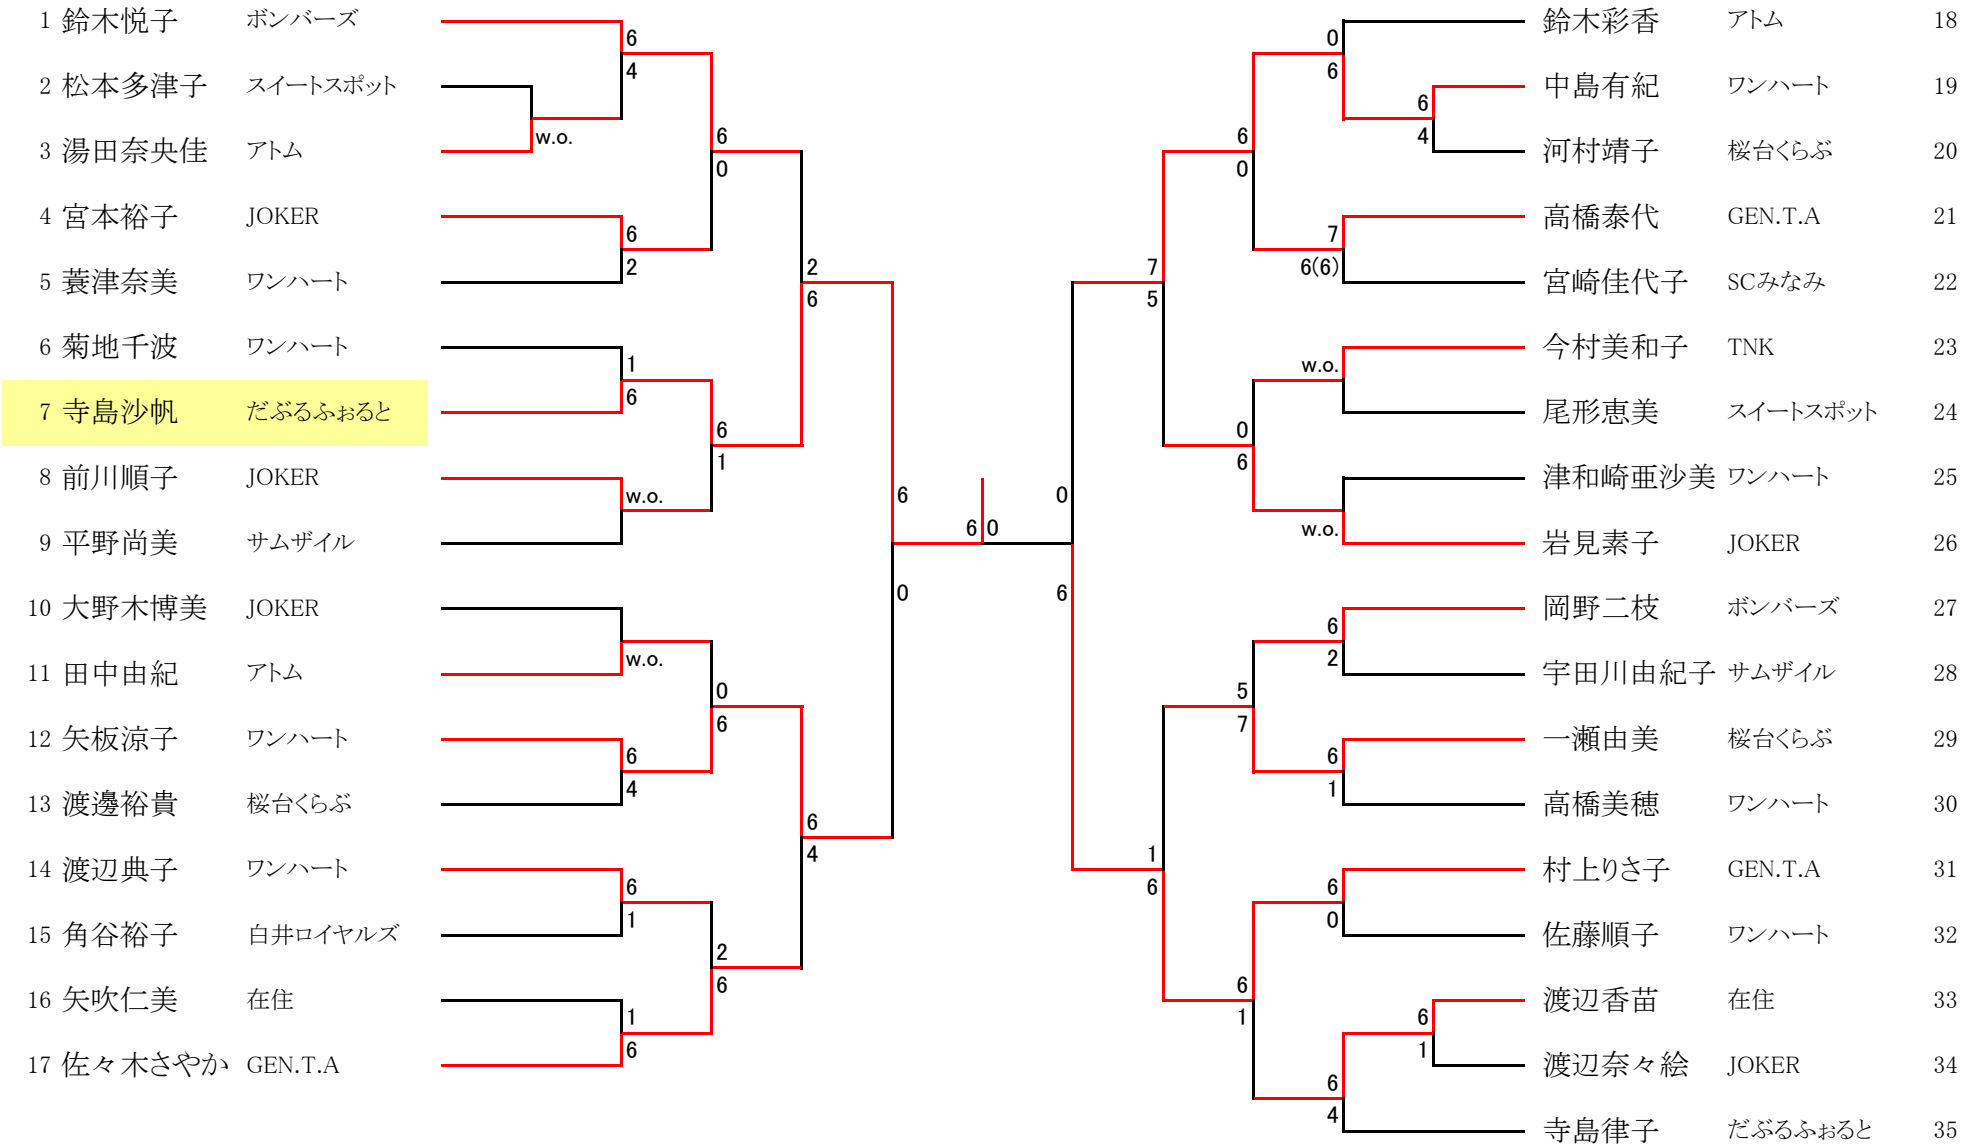 1 鈴木悦子 ボンバーズ
2 松本多津子 スイートスポット
3 湯田奈央佳 アトム
4 宮本裕子 JOKER
5 蓑津奈美 ワンハート
6 菊地千波 ワンハート
7 寺島沙帆 だぶるふぉると
8 前川順子 JOKER
9 平野尚美 サムザイル
10 大野木博美 JOKER
11 田中由紀 アトム
12 矢板涼子 ワンハート
13 渡邊裕貴 桜台くらぶ
14 渡辺典子 ワンハート
15 角谷裕子 白井ロイヤルズ
16 矢吹仁美 在住
17 佐々木さやか GEN.T.A
6
4
w.o.
6
2
1
6
w.o.
w.o.
6
4
6
1
1
6
6
0
6
1
0
6
2
6
2
6
6
4
6
0
6 0
0
6
7
5
1
6
6
0
0
6
5
7
6
1
0
6
6
4
7
6(6)
w.o.
w.o.
6
2
6
1
6
0
6
1
6
4
鈴木彩香 アトム 18
中島有紀 ワンハート 19
河村靖子 桜台くらぶ 20
高橋泰代 GEN.T.A 21
宮崎佳代子 SCみなみ 22
今村美和子 TNK 23
尾形恵美 スイートスポット 24
津和崎亜沙美 ワンハート 25
岩見素子 JOKER 26
岡野二枝 ボンバーズ 27
宇田川由紀子 サムザイル 28
一瀬由美 桜台くらぶ 29
高橋美穂 ワンハート 30
村上りさ子 GEN.T.A 31
佐藤順子 ワンハート 32
渡辺香苗 在住 33
渡辺奈々絵 JOKER 34
寺島律子 だぶるふぉると 35